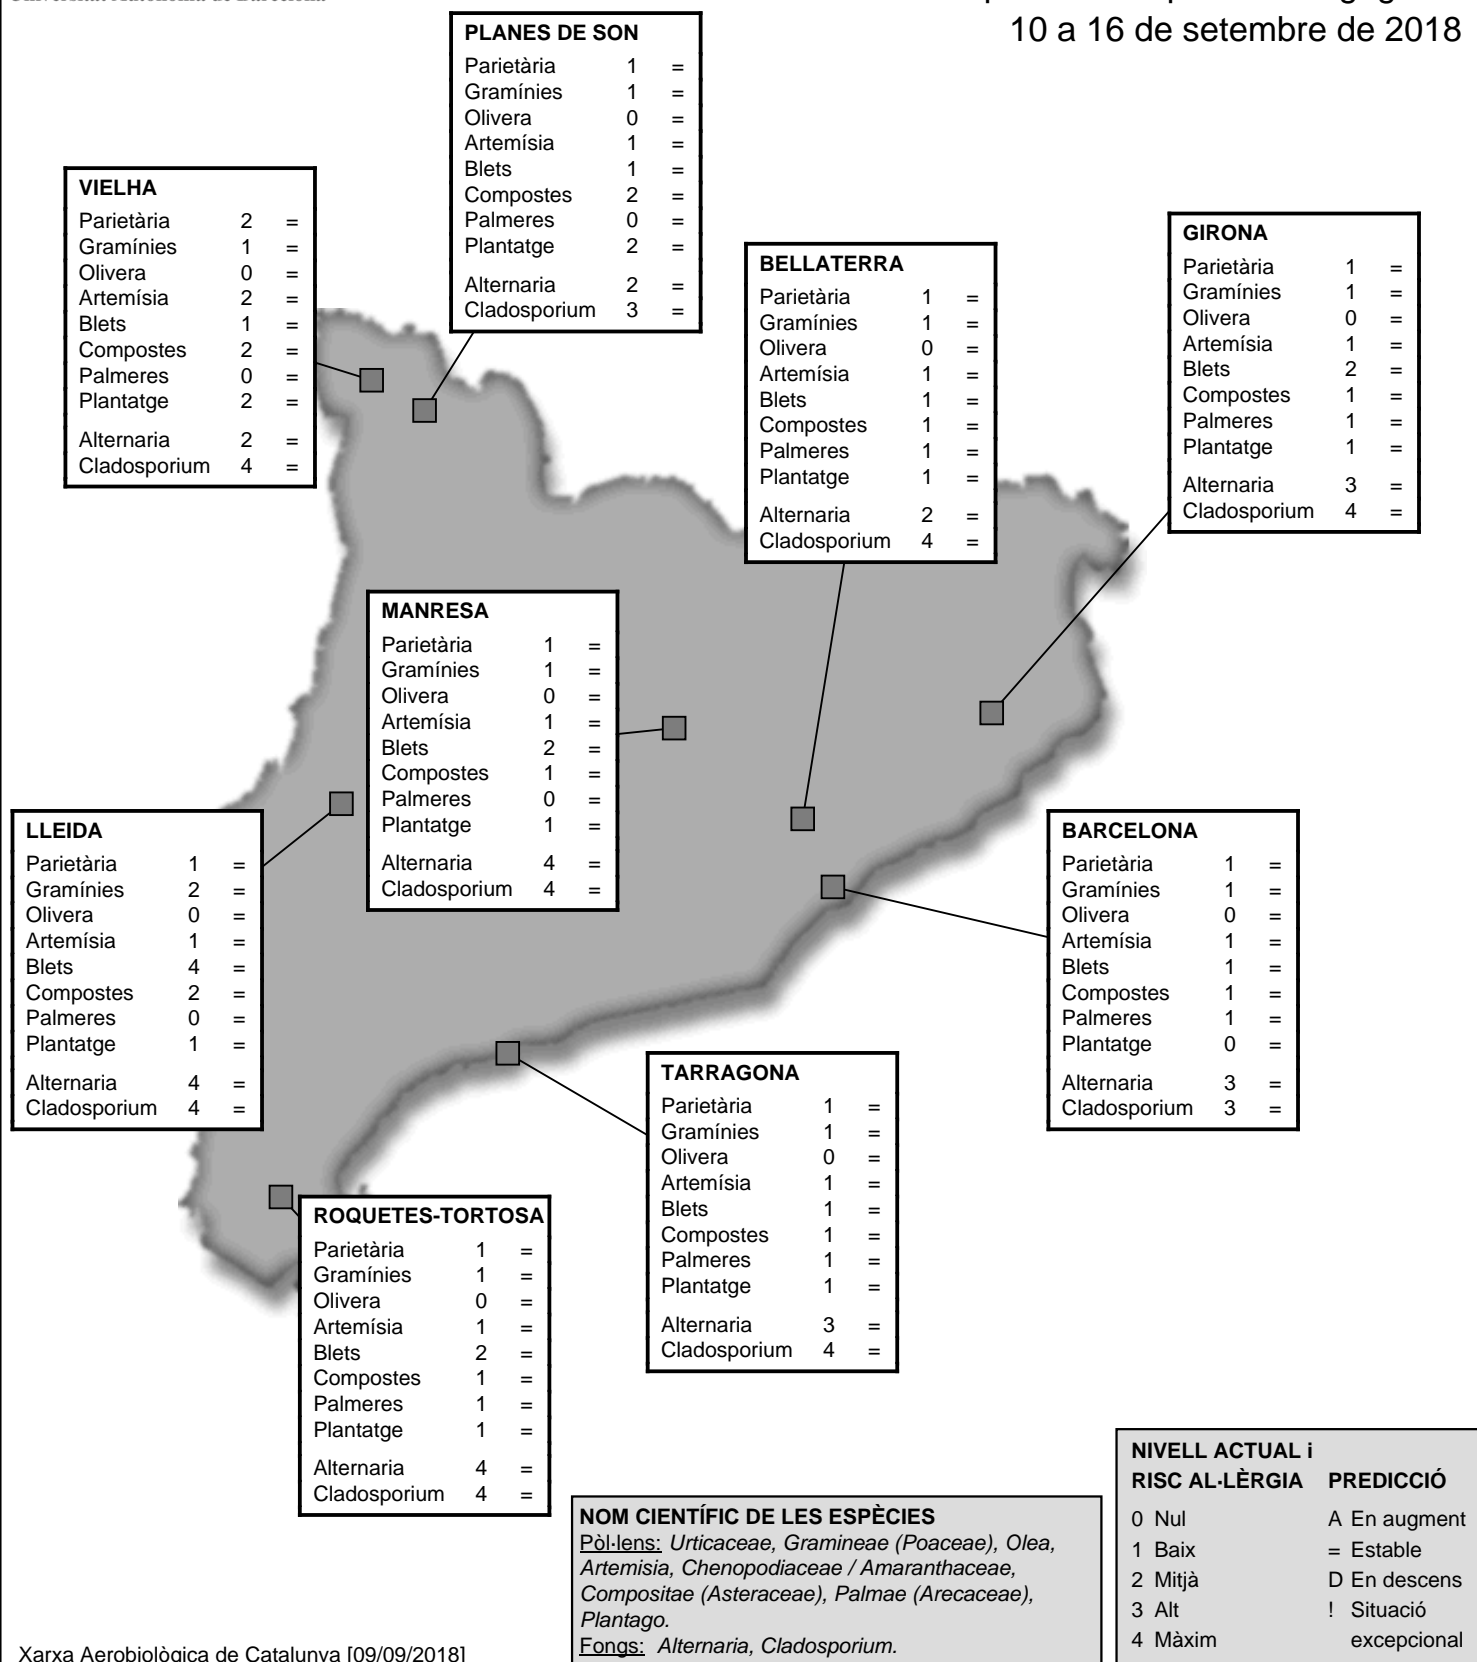 10 a 16 de setembre de 2018
PLANES DE SON
Parietària 1 =
Gramínies 1 =
Olivera 0 =
Artemísia 1 =
Blets 1 =
Compostes 2 =
Palmeres 0 =
Plantatge 2 =
Alternaria 2 =
Cladosporium 3 =
VIELHA
Parietària 2 =
Gramínies 1 =
Olivera 0 =
Artemísia 2 =
Blets 1 =
Compostes 2 =
Palmeres 0 =
Plantatge 2 =
Alternaria 2 =
Cladosporium 4 =
BELLATERRA
Parietària 1 =
Gramínies 1 =
Olivera 0 =
Artemísia 1 =
Blets 1 =
Compostes 1 =
Palmeres 1 =
Plantatge 1 =
Alternaria 2 =
Cladosporium 4 =
GIRONA
Parietària 1 =
Gramínies 1 =
Olivera 0 =
Artemísia 1 =
Blets 2 =
Compostes 1 =
Palmeres 1 =
Plantatge 1 =
Alternaria 3 =
Cladosporium 4 =
MANRESA
Parietària 1 =
Gramínies 1 =
Olivera 0 =
Artemísia 1 =
Blets 2 =
Compostes 1 =
Palmeres 0 =
Plantatge 1 =
Alternaria 4 =
Cladosporium 4 =
LLEIDA
Parietària 1 =
Gramínies 2 =
Olivera 0 =
Artemísia 1 =
Blets 4 =
Compostes 2 =
Palmeres 0 =
Plantatge 1 =
Alternaria 4 =
Cladosporium 4 =
BARCELONA
Parietària 1 =
Gramínies 1 =
Olivera 0 =
Artemísia 1 =
Blets 1 =
Compostes 1 =
Palmeres 1 =
Plantatge 0 =
Alternaria 3 =
Cladosporium 3 =
TARRAGONA
Parietària 1 =
Gramínies 1 =
Olivera 0 =
Artemísia 1 =
Blets 1 =
Compostes 1 =
Palmeres 1 =
Plantatge 1 =
Alternaria 3 =
Cladosporium 4 =
ROQUETES-TORTOSA
Parietària 1 =
Gramínies 1 =
Olivera 0 =
Artemísia 1 =
Blets 2 =
Compostes 1 =
Palmeres 1 =
Plantatge 1 =
Alternaria 4 =
Cladosporium 4 =
NOM CIENTÍFIC DE LES ESPÈCIES
Pòl·lens: Urticaceae, Gramineae (Poaceae), Olea,
Artemisia, Chenopodiaceae / Amaranthaceae,
Compositae (Asteraceae), Palmae (Arecaceae),
Plantago.
Fongs: Alternaria, Cladosporium.
NIVELL ACTUAL i
RISC AL·LÈRGIA PREDICCIÓ
0 Nul A En augment
1 Baix = Estable
2 Mitjà D En descens
3 Alt ! Situació
4 Màxim excepcional
Xarxa Aerobiològica de Catalunya [09/09/2018]